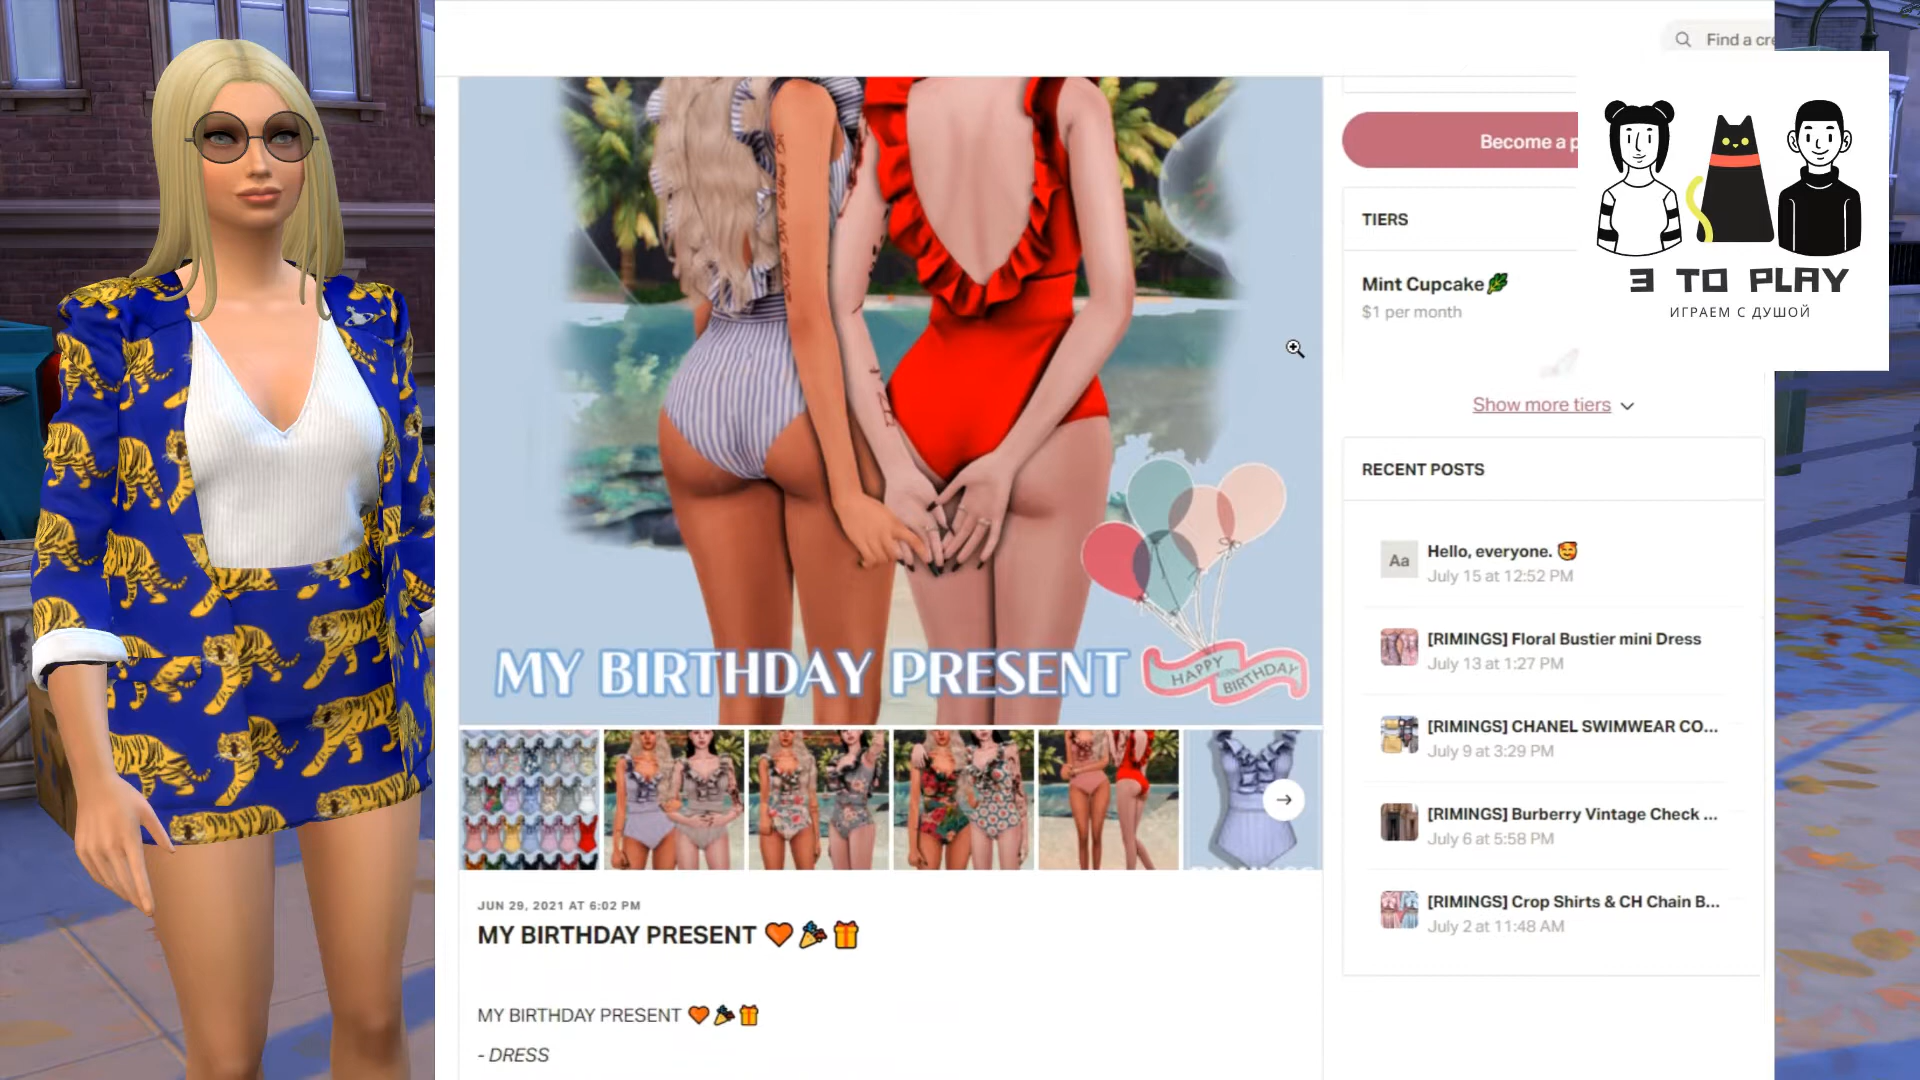 Find a cre
Become a p
TIERS
Mint Cupcake
$1 per month
Show more tiers
3 TO PLAY
ИГРАЕМ С ДУШОЙ
RECENT POSTS
Aa
Hello, everyone.
July 15 at 12:52 PM
[RIMINGS] Floral Bustier mini Dress
July 13 at 1:27 PM
[RIMINGS] CHANEL SWIMWEAR CO...
July 9 at 3:29 PM
[RIMINGS] Burberry Vintage Check ...
July 6 at 5:58 PM
[RIMINGS] Crop Shirts & CH Chain B...
July 2 at 11:48 AM
MY BIRTHDAY PRESENT
HAPPY BIRTHDAY
JUN 29, 2021 AT 6:02 PM
MY BIRTHDAY PRESENT
MY BIRTHDAY PRESENT
- DRESS